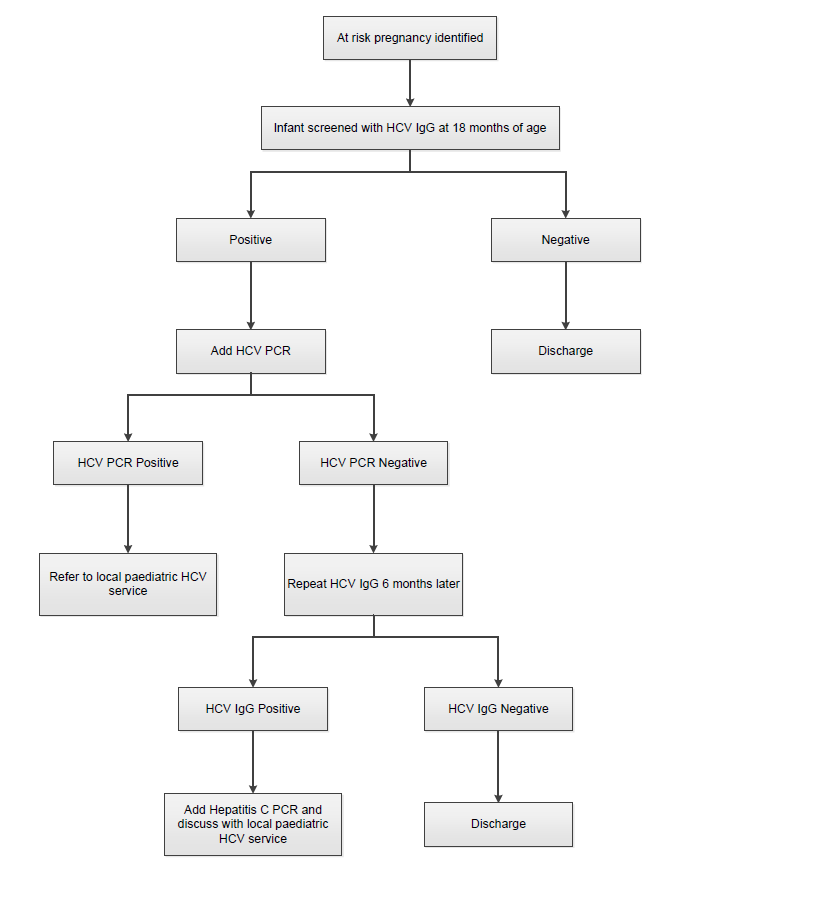 At risk pregnancy identified
Infant screened with HCV IgG at 18 months of age
Positive
Negative
Add HCV PCR
Discharge
HCV PCR Positive
HCV PCR Negative
Refer to local paediatric HCV
service
Repeat HCV IgG 6 months later
HCV IgG Positive
HCV IgG Negative
Add Hepatitis C PCR and
discuss with local paediatric
HCV service
Discharge